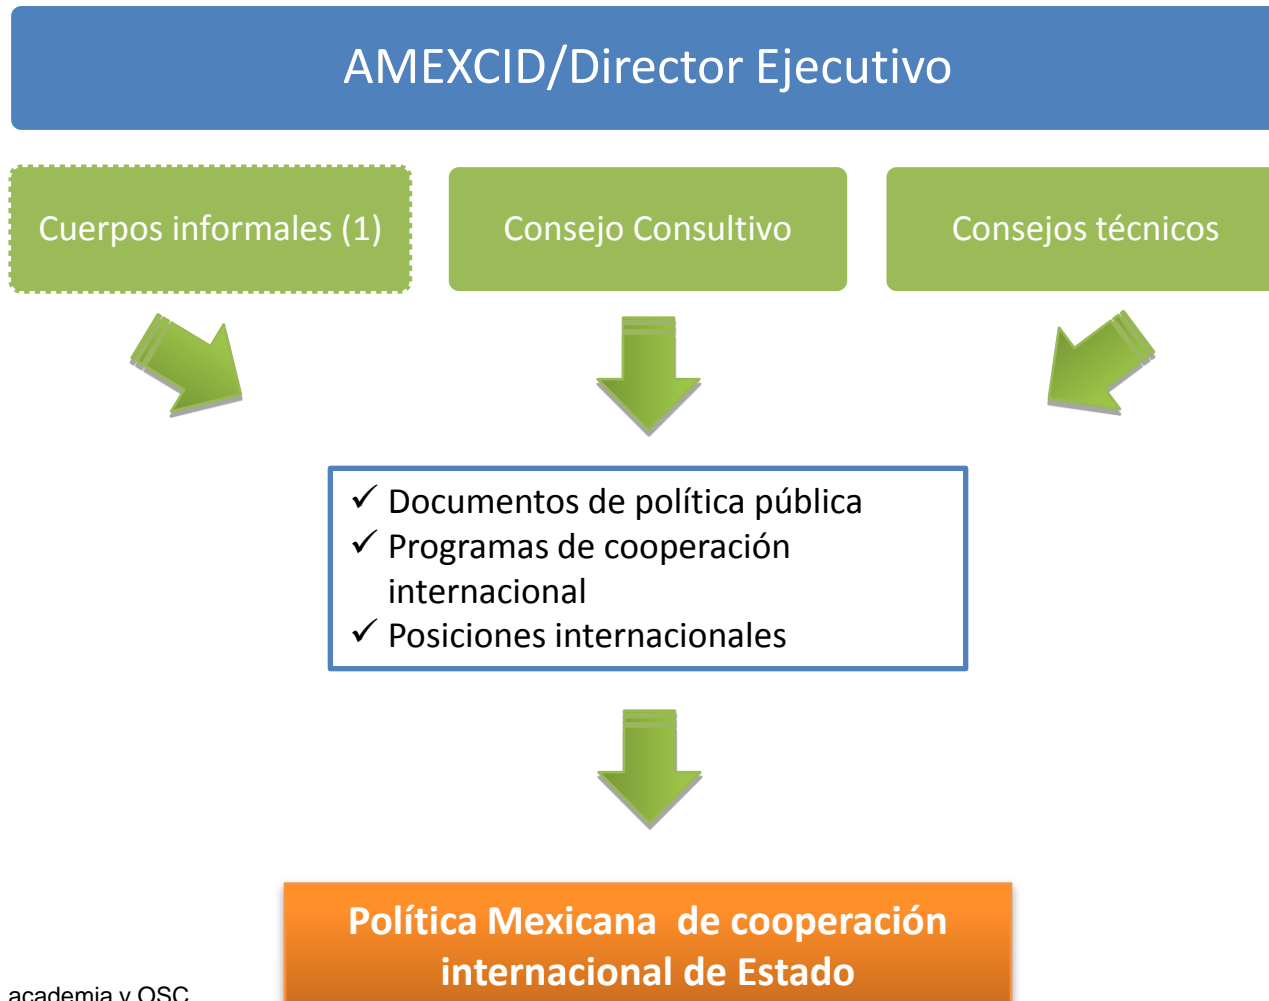 AMEXCID/Director Ejecutivo
Cuerpos informales (1)
Consejo Consultivo
Consejos técnicos
✓ Documentos de política pública
✓ Programas de cooperación
internacional
✓ Posiciones internacionales
Política Mexicana de cooperación
internacional de Estado
academia y OSC